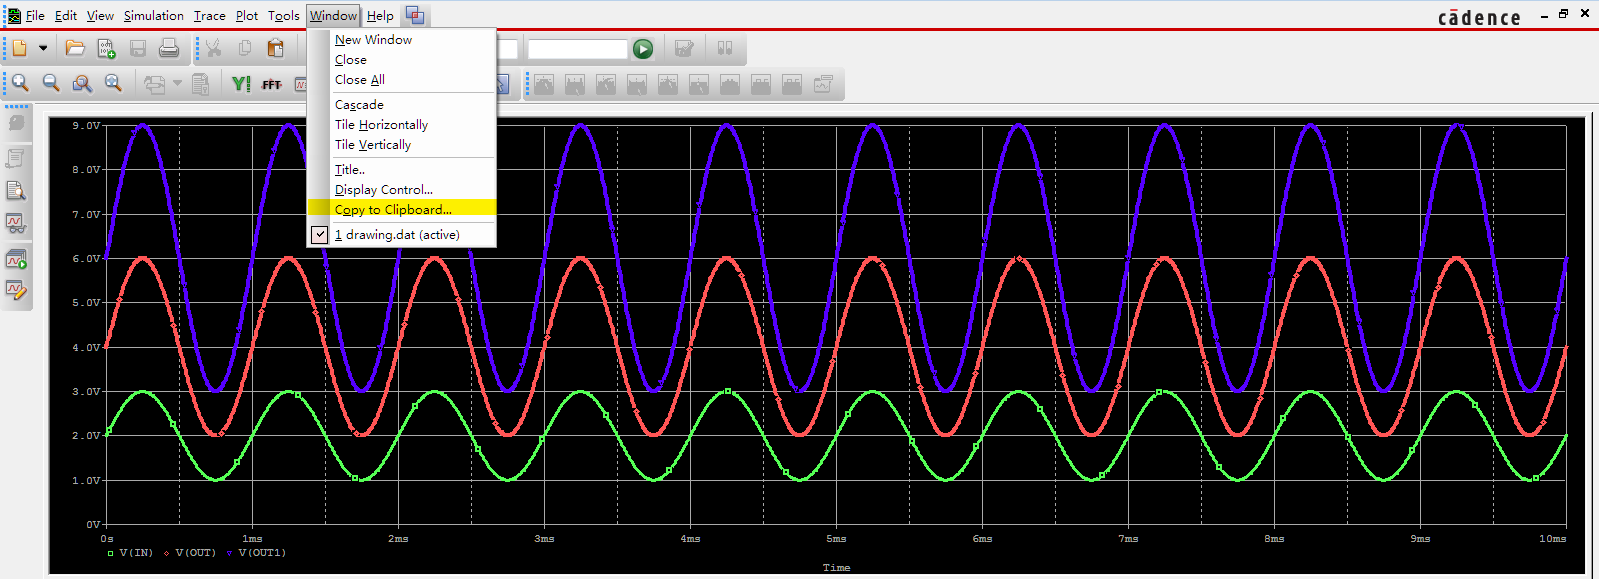 File Edit View Simulation Trace Plot Tools Window Help
cādence
New Window
Close
Close All
Cascade
Tile Horizontally
Tile Vertically
Title..
Display Control...
Copy to Clipboard...
1 drawing.dat (active)
Y!
FFT
9.0V
8.0V
7.0V
6.0V
5.0V
4.0V
3.0V
2.0V
1.0V
0V
0s 1ms 2ms 3ms 4ms 5ms 6ms 7ms 8ms 9ms 10ms
V(IN) V(OUT) V(OUT1)
Time